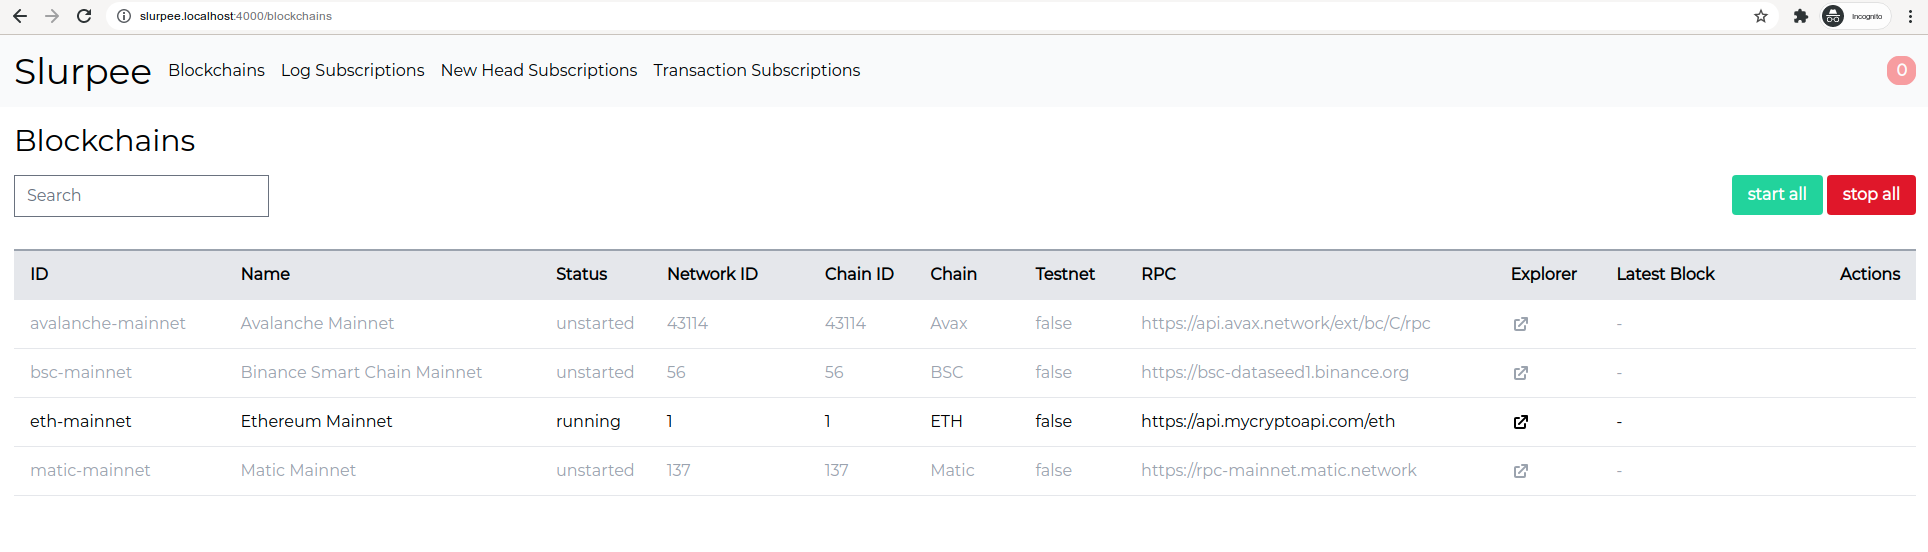 slurpee.localhost:4000/blockchains Incognito
Slurpee Blockchains Log Subscriptions New Head Subscriptions Transaction Subscriptions 0
Blockchains
Search start all stop all
ID Name Status Network ID Chain ID Chain Testnet RPC Explorer Latest Block Actions
avalanche-mainnet Avalanche Mainnet unstarted 43114 43114 Avax false https://api.avax.network/ext/bc/C/rpc -
bsc-mainnet Binance Smart Chain Mainnet unstarted 56 56 BSC false https://bsc-dataseed1.binance.org -
eth-mainnet Ethereum Mainnet running 1 1 ETH false https://api.mycryptoapi.com/eth -
matic-mainnet Matic Mainnet unstarted 137 137 Matic false https://rpc-mainnet.matic.network -